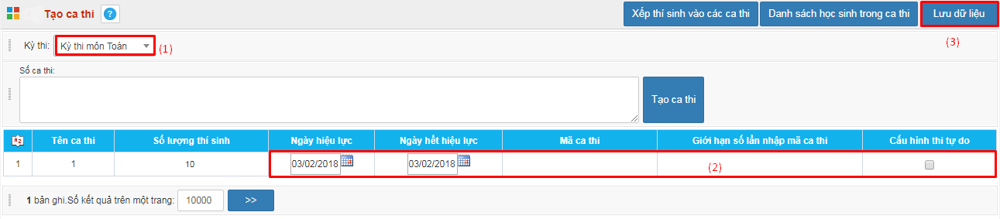 Tạo ca thi ? Xếp thí sinh vào các ca thi Danh sách học sinh trong ca thi Lưu dữ liệu
Kỳ thi: Kỳ thi môn Toán (1) (3)
Số ca thi:
Tạo ca thi
Tên ca thi Số lượng thí sinh Ngày hiệu lực Ngày hết hiệu lực Mã ca thi Giới hạn số lần nhập mã ca thi Cấu hình thi tự do
1 1 10 03/02/2018 03/02/2018 (2)
1 bản ghi.Số kết quả trên một trang: 10000 >>